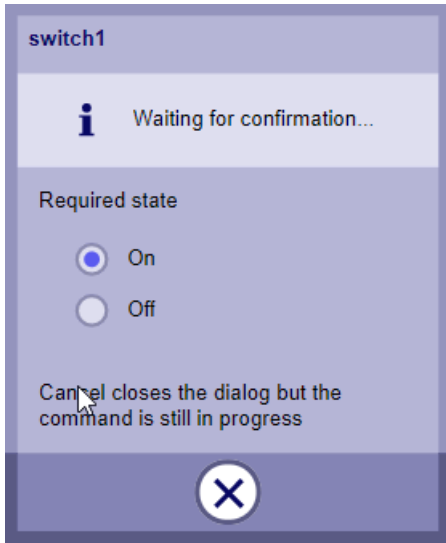 switch1
Waiting for confirmation...
Required state
On
Off
Cancel closes the dialog but the
command is still in progress